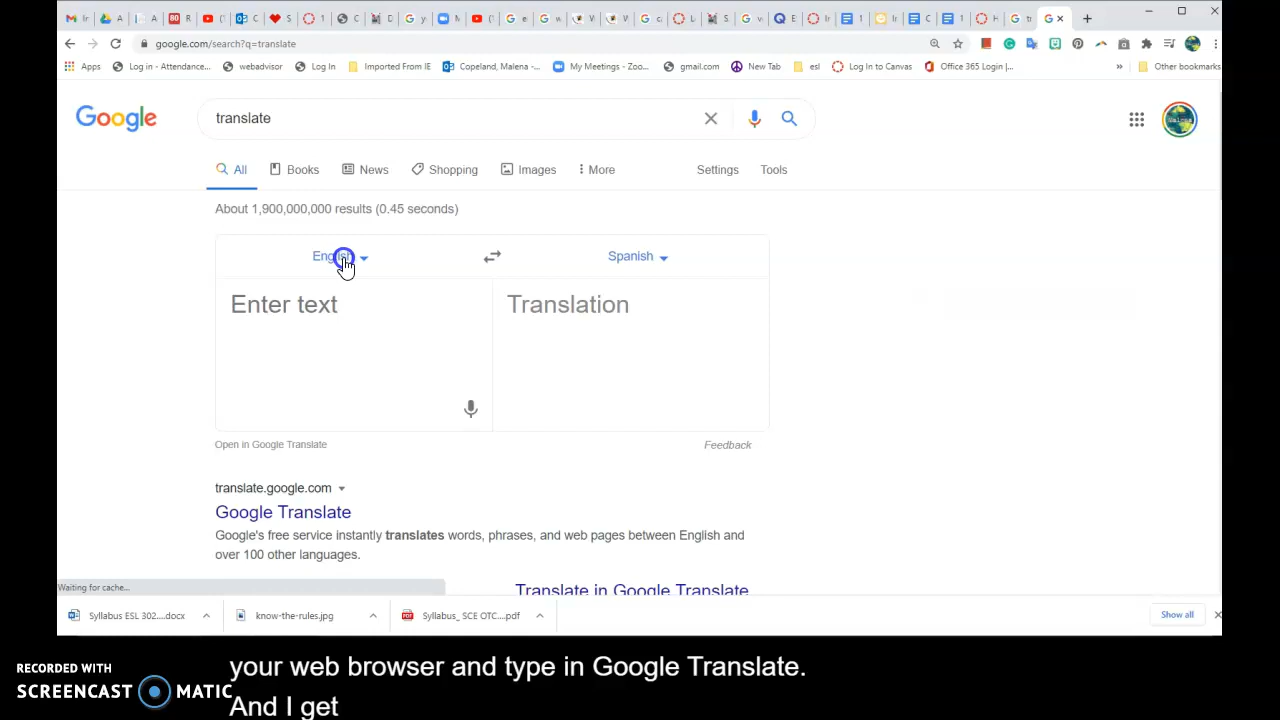 google.com/search?q=translate
Apps Log in - Attendance... webadvisor Log In Imported From IE Copeland, Malena -... My Meetings - Zoo... gmail.com New Tab esl Log In to Canvas Office 365 Login |... » Other bookmarks
Google translate
All Books News Shopping Images More Settings Tools
About 1,900,000,000 results (0.45 seconds)
English Spanish
Enter text Translation
Open in Google Translate Feedback
translate.google.com
Google Translate
Google's free service instantly translates words, phrases, and web pages between English and
over 100 other languages.
Waiting for cache...
Translate in Google Translate
Syllabus ESL 302....docx know-the-rules.jpg Syllabus_ SCE OTC....pdf Show all
your web browser and type in Google Translate.
And I get
RECORDED WITH
SCREENCAST MATIC